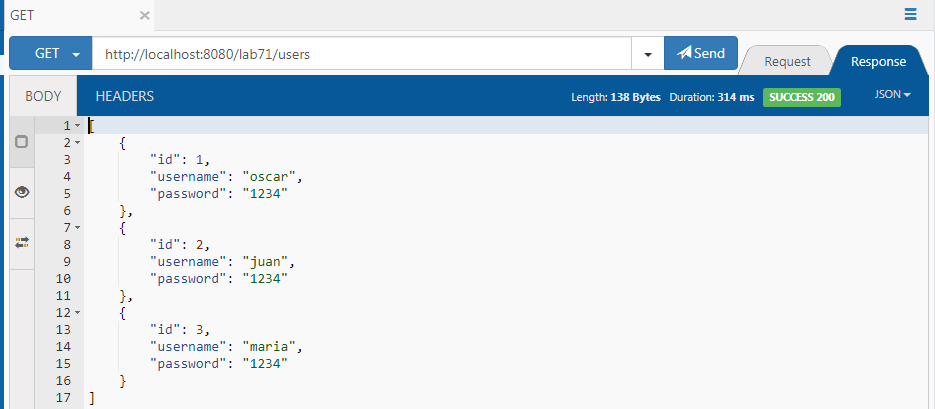 GET ×
GET http://localhost:8080/lab71/users Send Request Response
BODY HEADERS Length: 138 Bytes Duration: 314 ms SUCCESS 200 JSON
1 [
2 {
3 "id": 1,
4 "username": "oscar",
5 "password": "1234"
6 },
7 {
8 "id": 2,
9 "username": "juan",
10 "password": "1234"
11 },
12 {
13 "id": 3,
14 "username": "maria",
15 "password": "1234"
16 }
17 ]